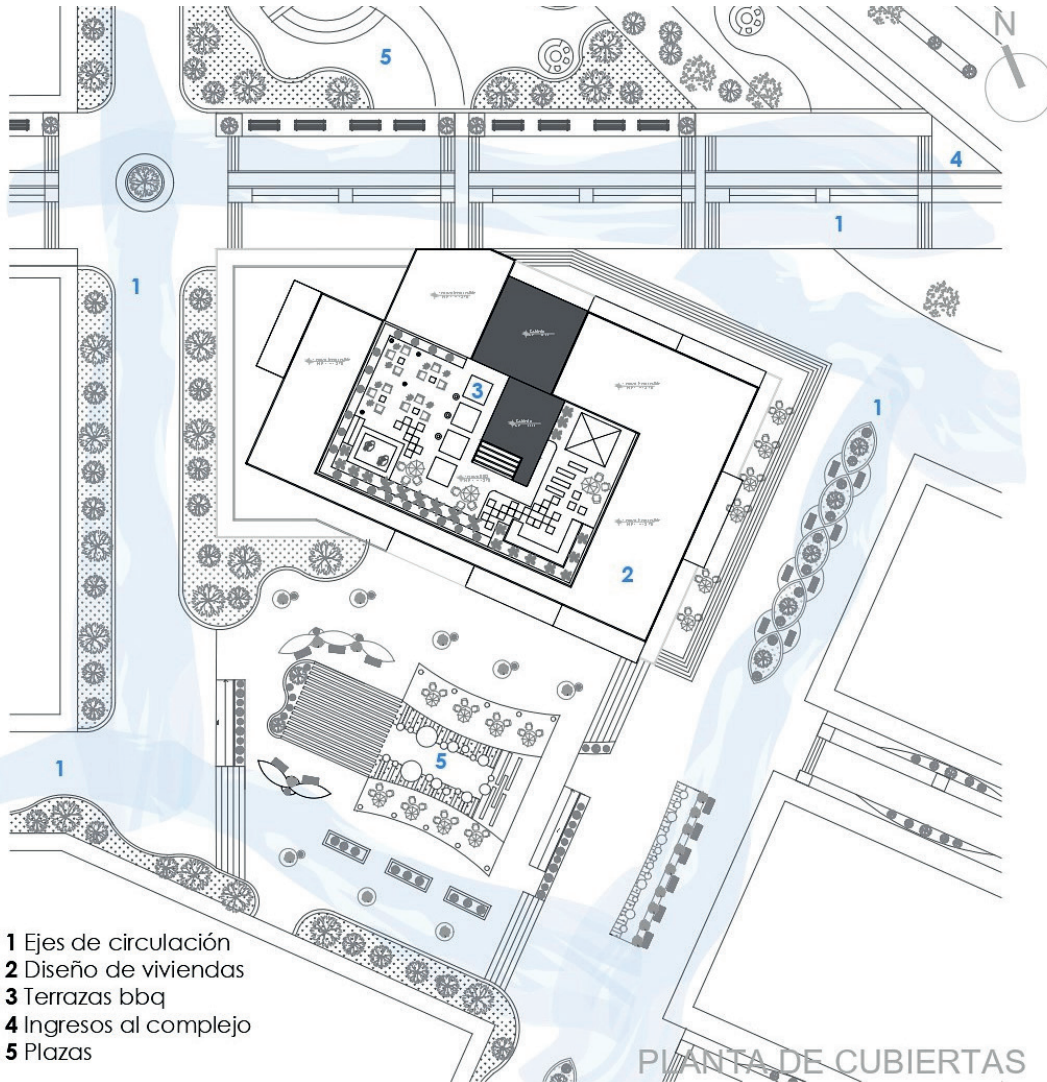 N
5
4
1
1
3
1
2
5
1
1 Ejes de circulación
2 Diseño de viviendas
3 Terrazas bbq
4 Ingresos al complejo
5 Plazas
PLANTA DE CUBIERTAS